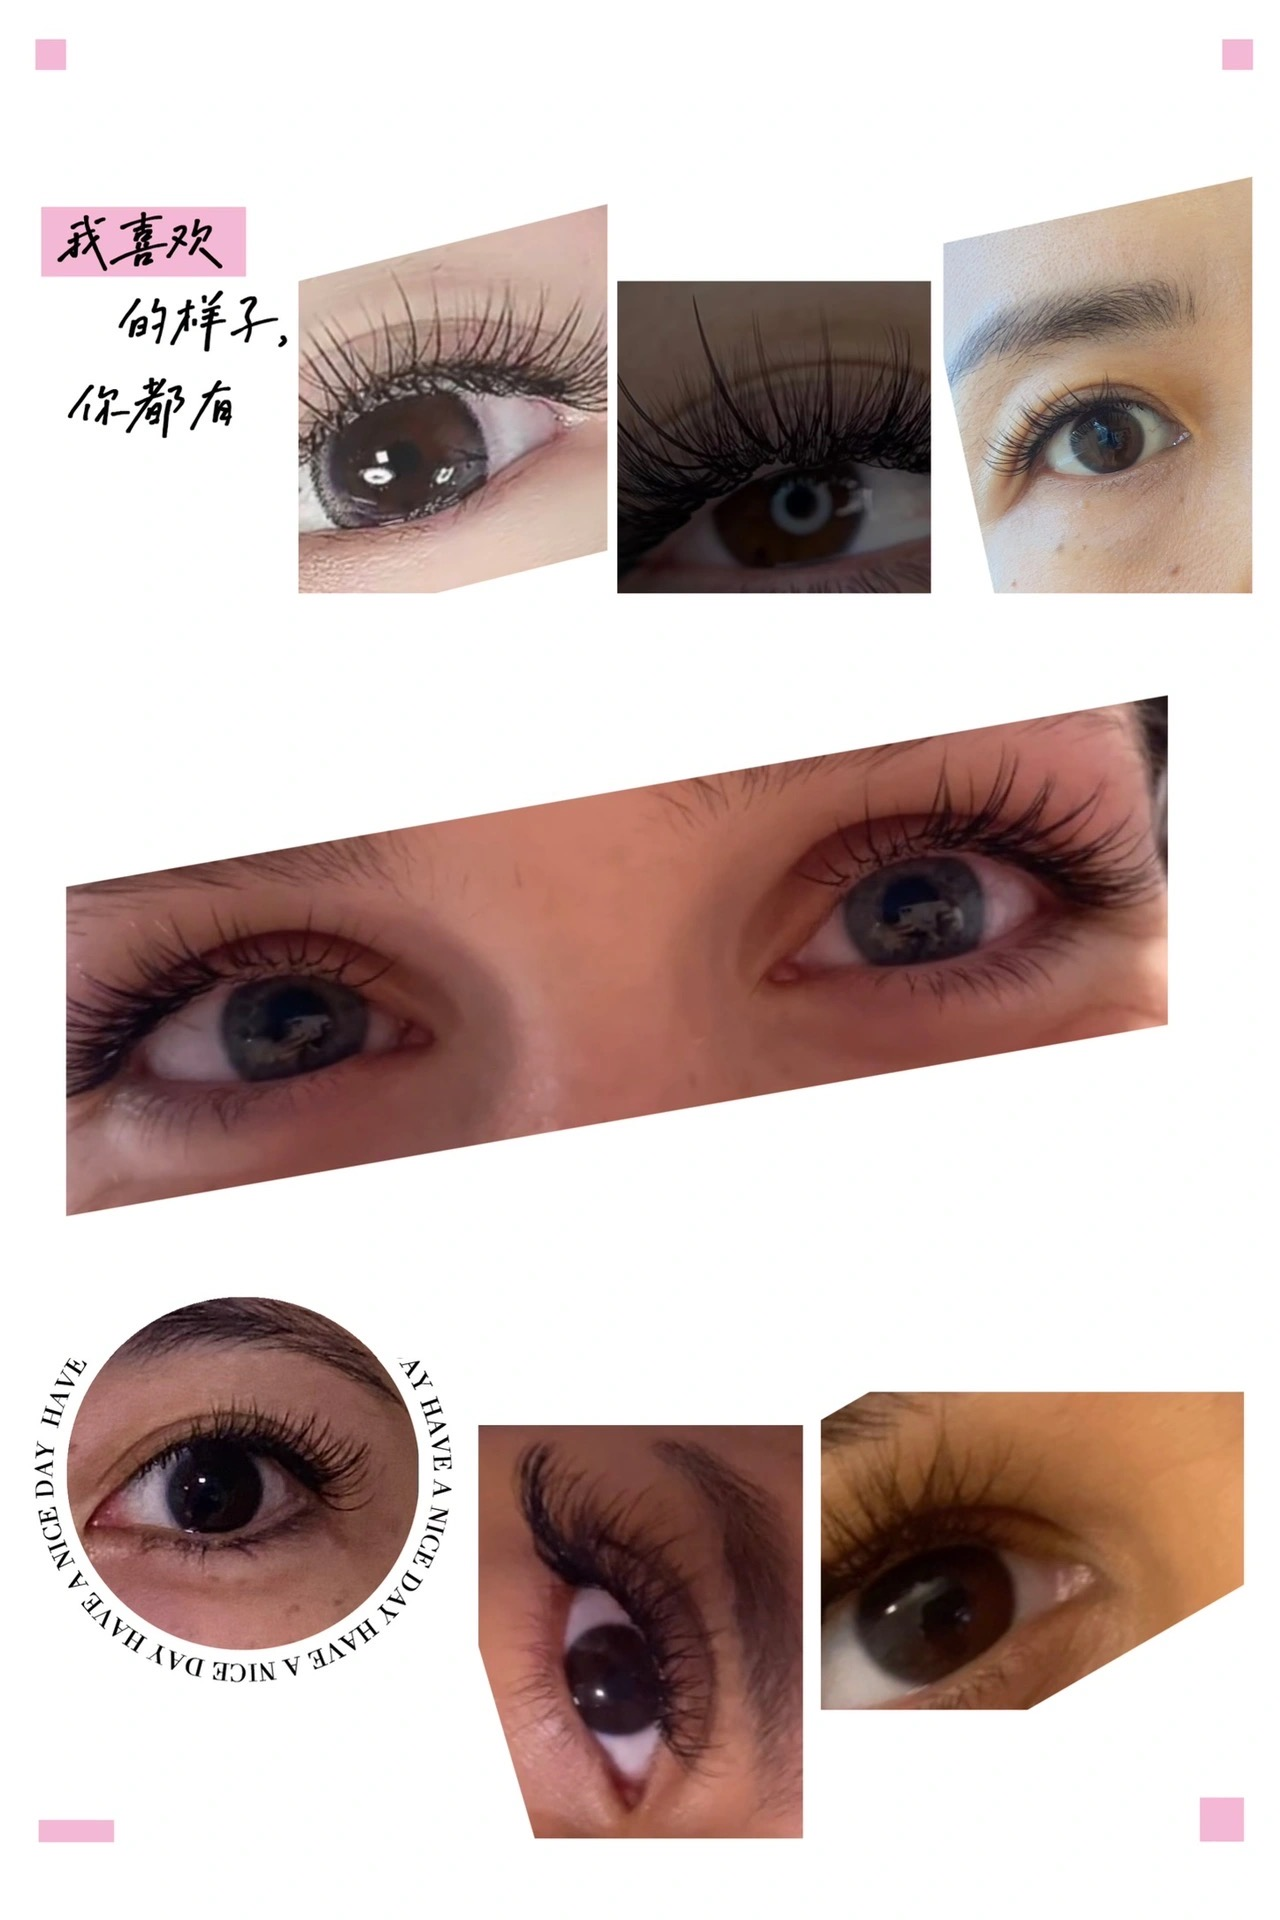 我喜欢
的样子,
你都有
AY HAVE A NICE DAY HAVE A NICE DAY HAVE A NICE DAY HAVE